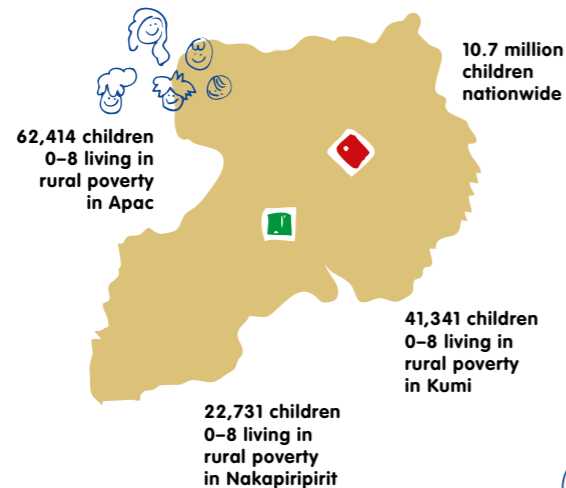 10.7 million
children
nationwide
62,414 children
0–8 living in
rural poverty
in Apac
41,341 children
0–8 living in
rural poverty
in Kumi
22,731 children
0–8 living in
rural poverty
in Nakapiripirit